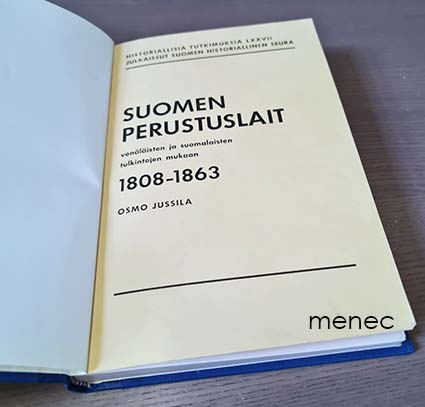 HISTORIALLISIA TUTKIMUKSIA LXXVII
JULKAISSUT SUOMEN HISTORIALLINEN SEURA
SUOMEN
PERUSTUSLAIT
venäläisten ja suomalaisten
tulkintojen mukaan
1808-1863
OSMO JUSSILA
menec